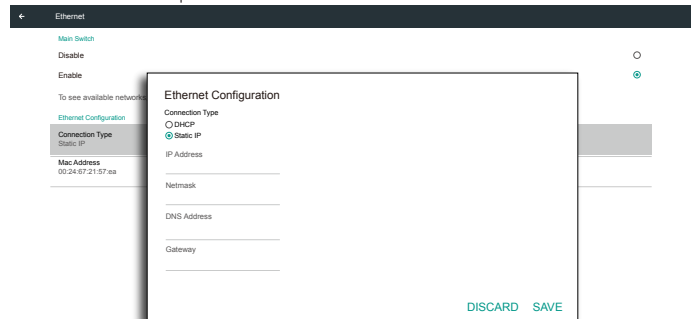 Ethernet
Main Switch
Disable
Enable
To see available networks
Ethernet Configuration
Connection Type
Static IP
Mac Address
00:24:67:21:57:ea
Ethernet Configuration
Connection Type
DHCP
Static IP
IP Address
Netmask
DNS Address
Gateway
DISCARD SAVE